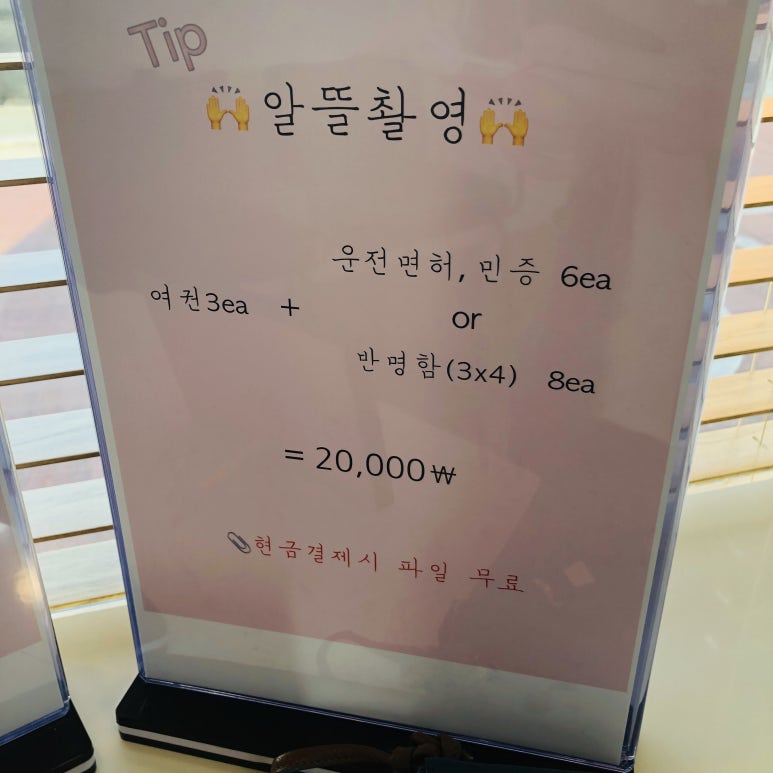 Tip
🙌알뜰촬영🙌
운전면허, 민증 6ea
여권3ea +
or
반명함(3x4) 8ea
= 20,000₩
📎현금결제시 파일 무료